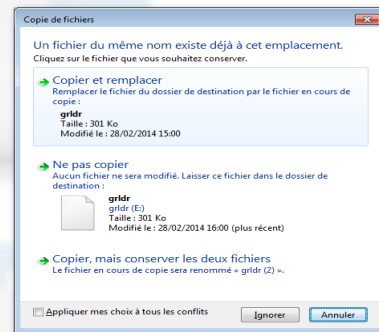 Copie de fichiers
Un fichier du même nom existe déjà à cet emplacement.
Cliquez sur le fichier que vous souhaitez conserver.
Copier et remplacer
Remplacer le fichier du dossier de destination par le fichier en cours de
copie :
grldr
Taille : 301 Ko
Modifié le : 28/02/2014 15:00
Ne pas copier
Aucun fichier ne sera modifié. Laisser ce fichier dans le dossier de
destination :
grldr
grldr (E:)
Taille : 301 Ko
Modifié le : 28/02/2014 16:00 (plus récent)
Copier, mais conserver les deux fichiers
Le fichier en cours de copie sera renommé « grldr (2) ».
Appliquer mes choix à tous les conflits
Ignorer
Annuler